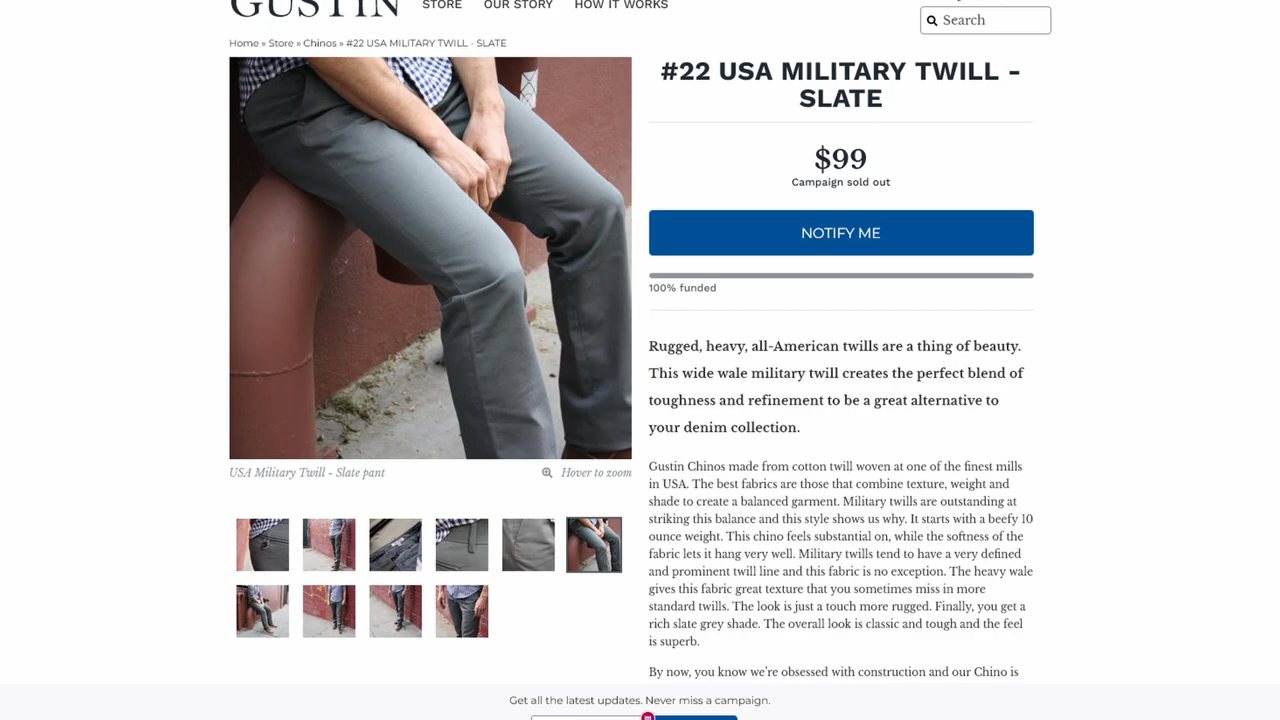 GUSTIN STORE OUR STORY HOW IT WORKS
Search
Home » Store » Chinos » #22 USA MILITARY TWILL - SLATE
#22 USA MILITARY TWILL -
SLATE
$99
Campaign sold out
NOTIFY ME
100% funded
Rugged, heavy, all-American twills are a thing of beauty.
This wide wale military twill creates the perfect blend of
toughness and refinement to be a great alternative to
your denim collection.
USA Military Twill - Slate pant
Hover to zoom
Gustin Chinos made from cotton twill woven at one of the finest mills
in USA. The best fabrics are those that combine texture, weight and
shade to create a balanced garment. Military twills are outstanding at
striking this balance and this style shows us why. It starts with a beefy 10
ounce weight. This chino feels substantial on, while the softness of the
fabric lets it hang very well. Military twills tend to have a very defined
and prominent twill line and this fabric is no exception. The heavy wale
gives this fabric great texture that you sometimes miss in more
standard twills. The look is just a touch more rugged. Finally, you get a
rich slate grey shade. The overall look is classic and tough and the feel
is superb.
By now, you know we're obsessed with construction and our Chino is
Get all the latest updates. Never miss a campaign.